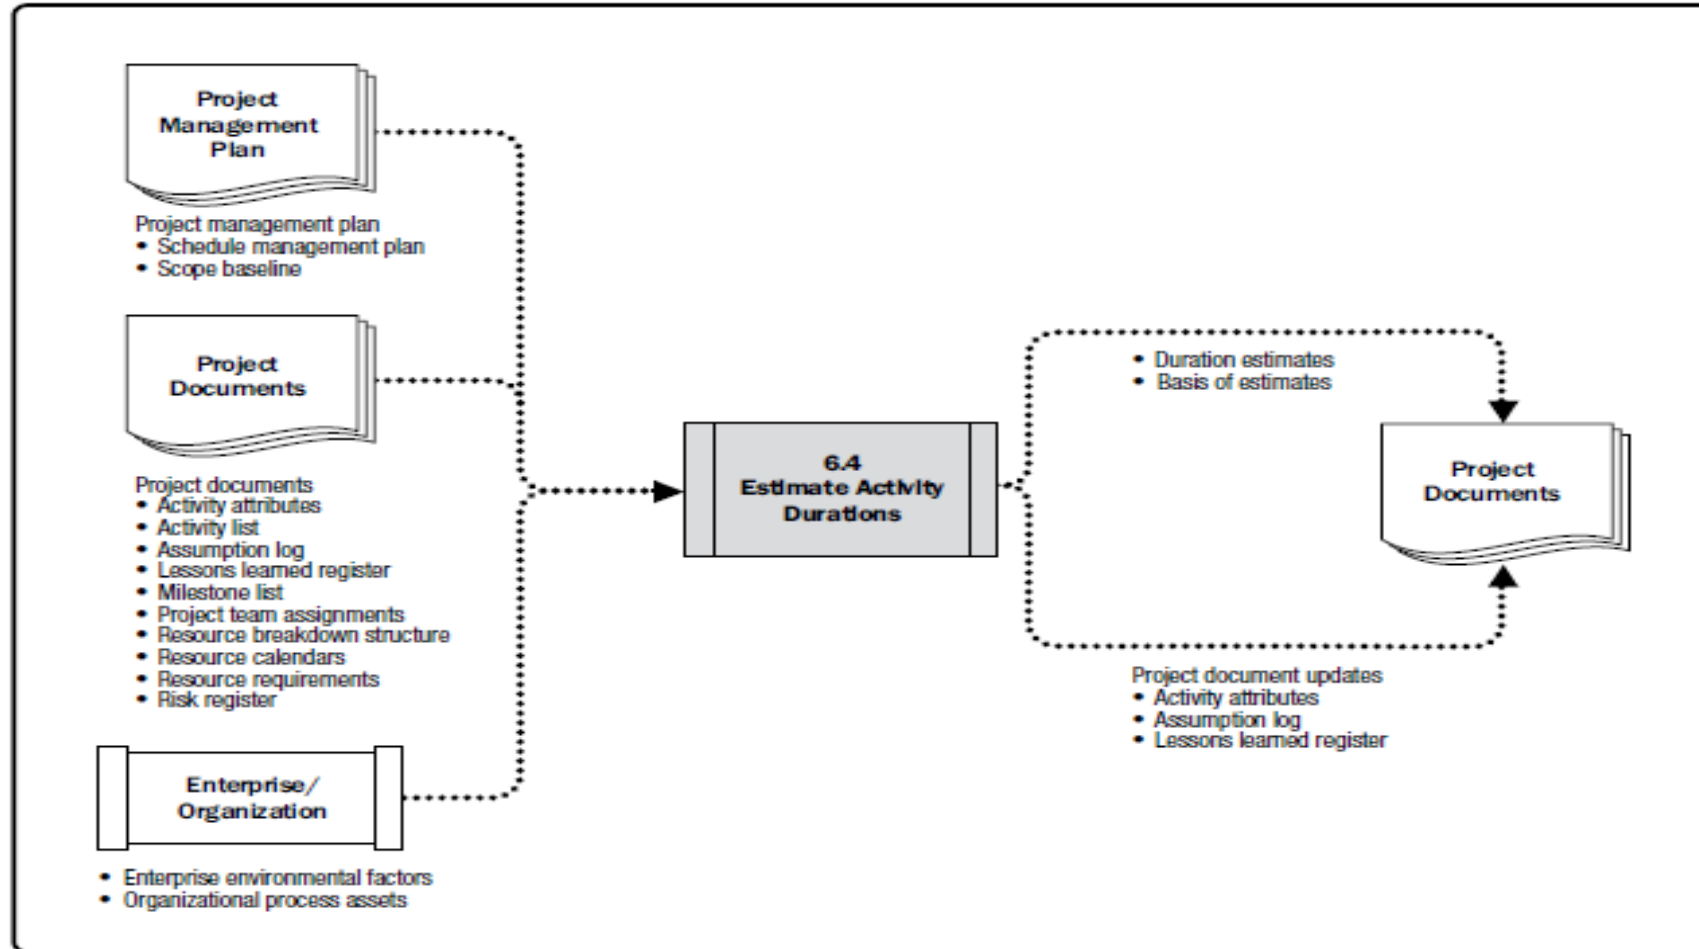 Project
Management
Plan
Project management plan
• Schedule management plan
• Scope baseline
Project
Documents
Project documents
• Activity attributes
• Activity list
• Assumption log
• Lessons learned register
• Milestone list
• Project team assignments
• Resource breakdown structure
• Resource calendars
• Resource requirements
• Risk register
Enterprise/
Organization
• Enterprise environmental factors
• Organizational process assets
6.4
Estimate Activity
Durations
• Duration estimates
• Basis of estimates
Project
Documents
Project document updates
• Activity attributes
• Assumption log
• Lessons learned register